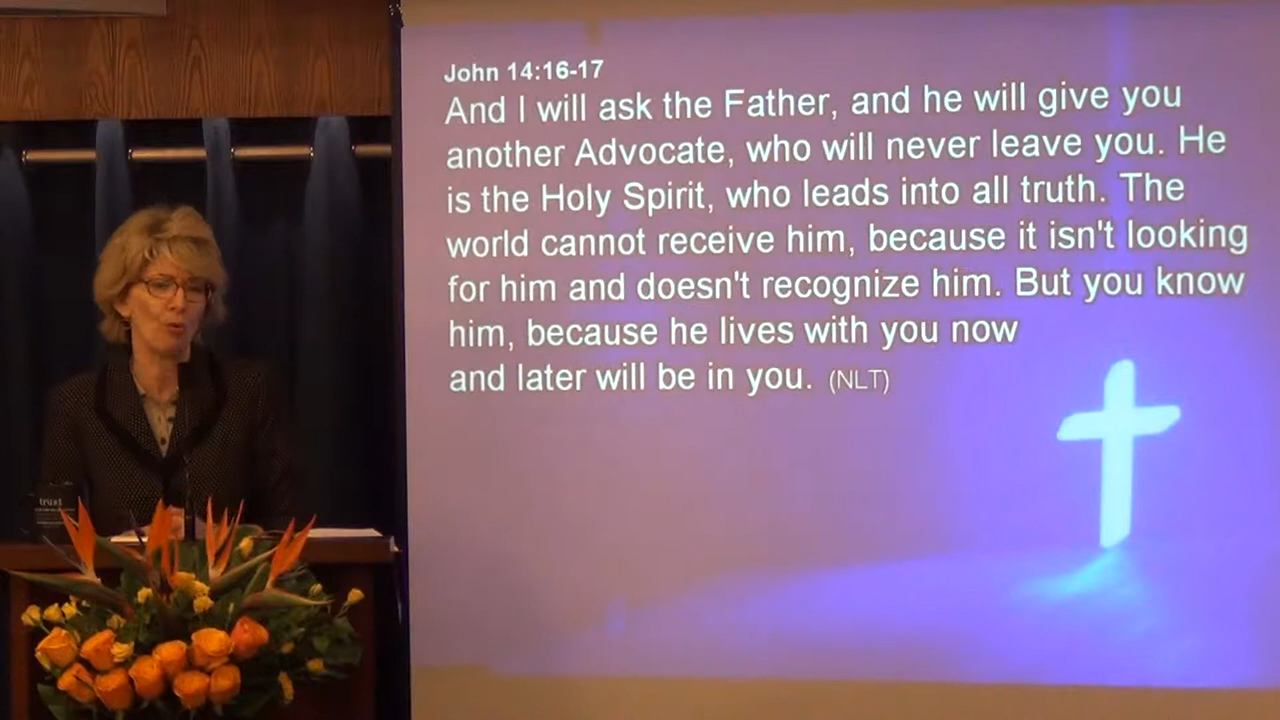 John 14:16-17
And I will ask the Father, and he will give you
another Advocate, who will never leave you. He
is the Holy Spirit, who leads into all truth. The
world cannot receive him, because it isn't looking
for him and doesn't recognize him. But you know
him, because he lives with you now
and later will be in you. (NLT)
trust